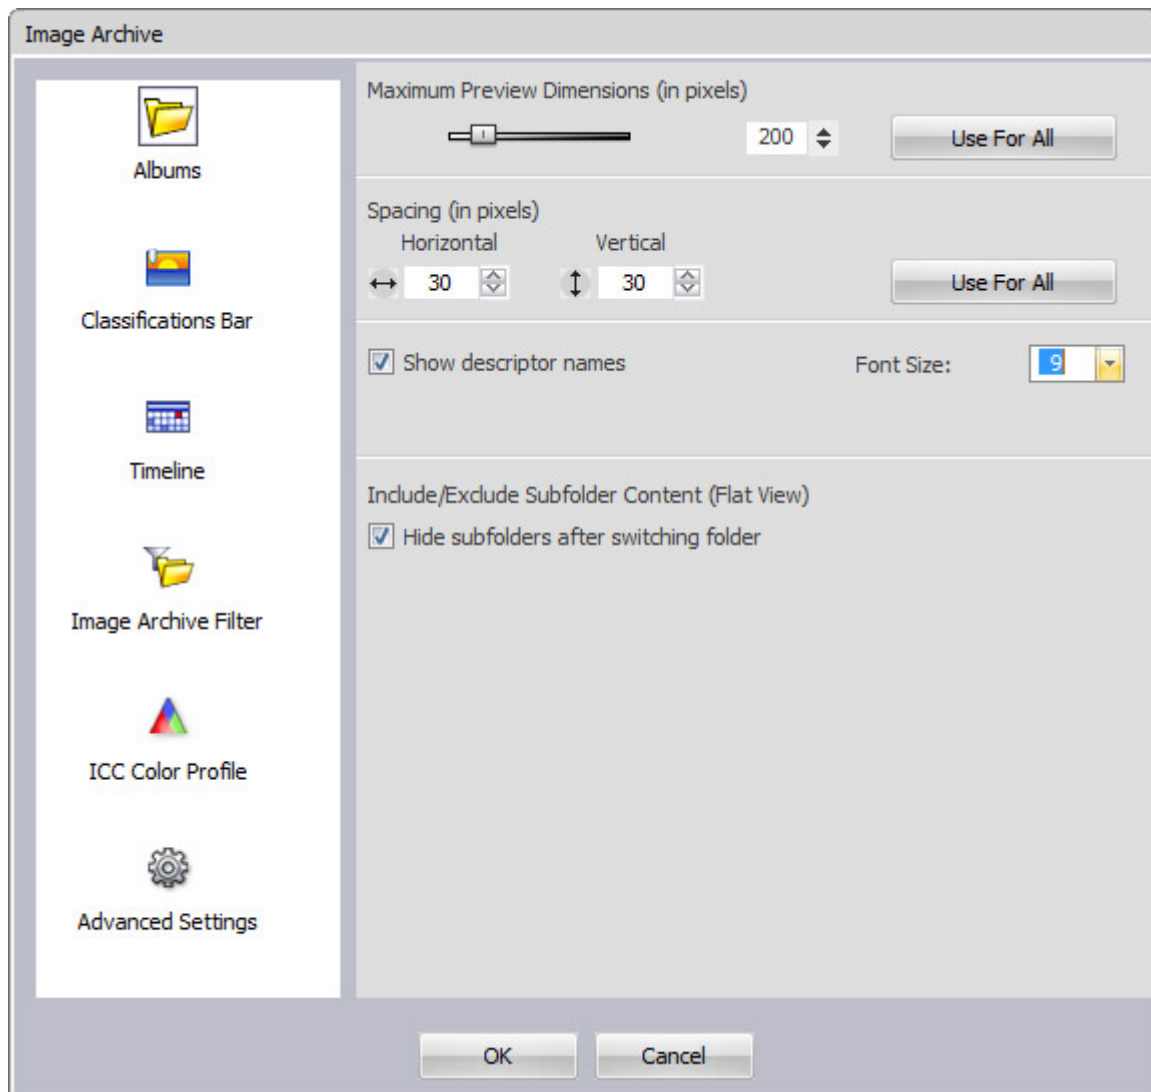 Image Archive
Albums
Classifications Bar
Timeline
Image Archive Filter
ICC Color Profile
Advanced Settings
Maximum Preview Dimensions (in pixels)
200 Use For All
Spacing (in pixels)
Horizontal Vertical
30 30 Use For All
Show descriptor names Font Size: 9
Include/Exclude Subfolder Content (Flat View)
Hide subfolders after switching folder
OK Cancel